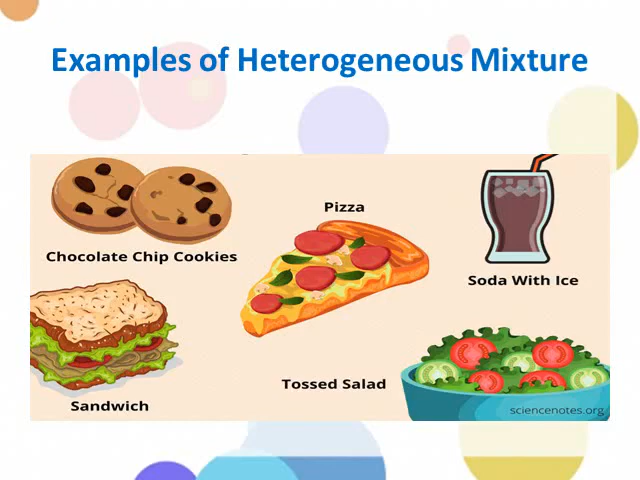 Examples of Heterogeneous Mixture
Pizza
Chocolate Chip Cookies
Soda With Ice
Tossed Salad
Sandwich
sciencenotes.org